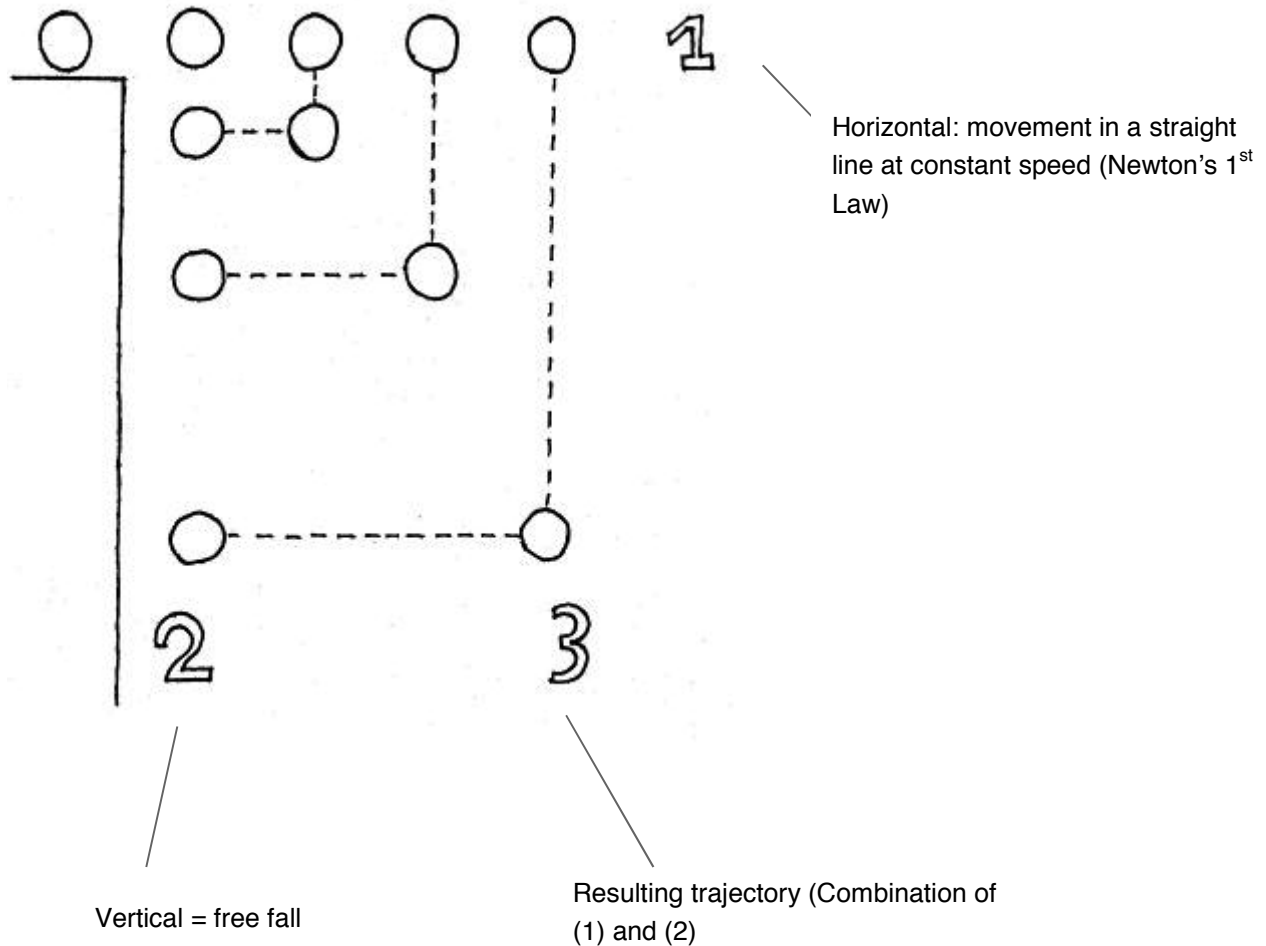 1
Horizontal: movement in a straight
line at constant speed (Newton's 1st
Law)
2
3
Vertical = free fall
Resulting trajectory (Combination of
(1) and (2)